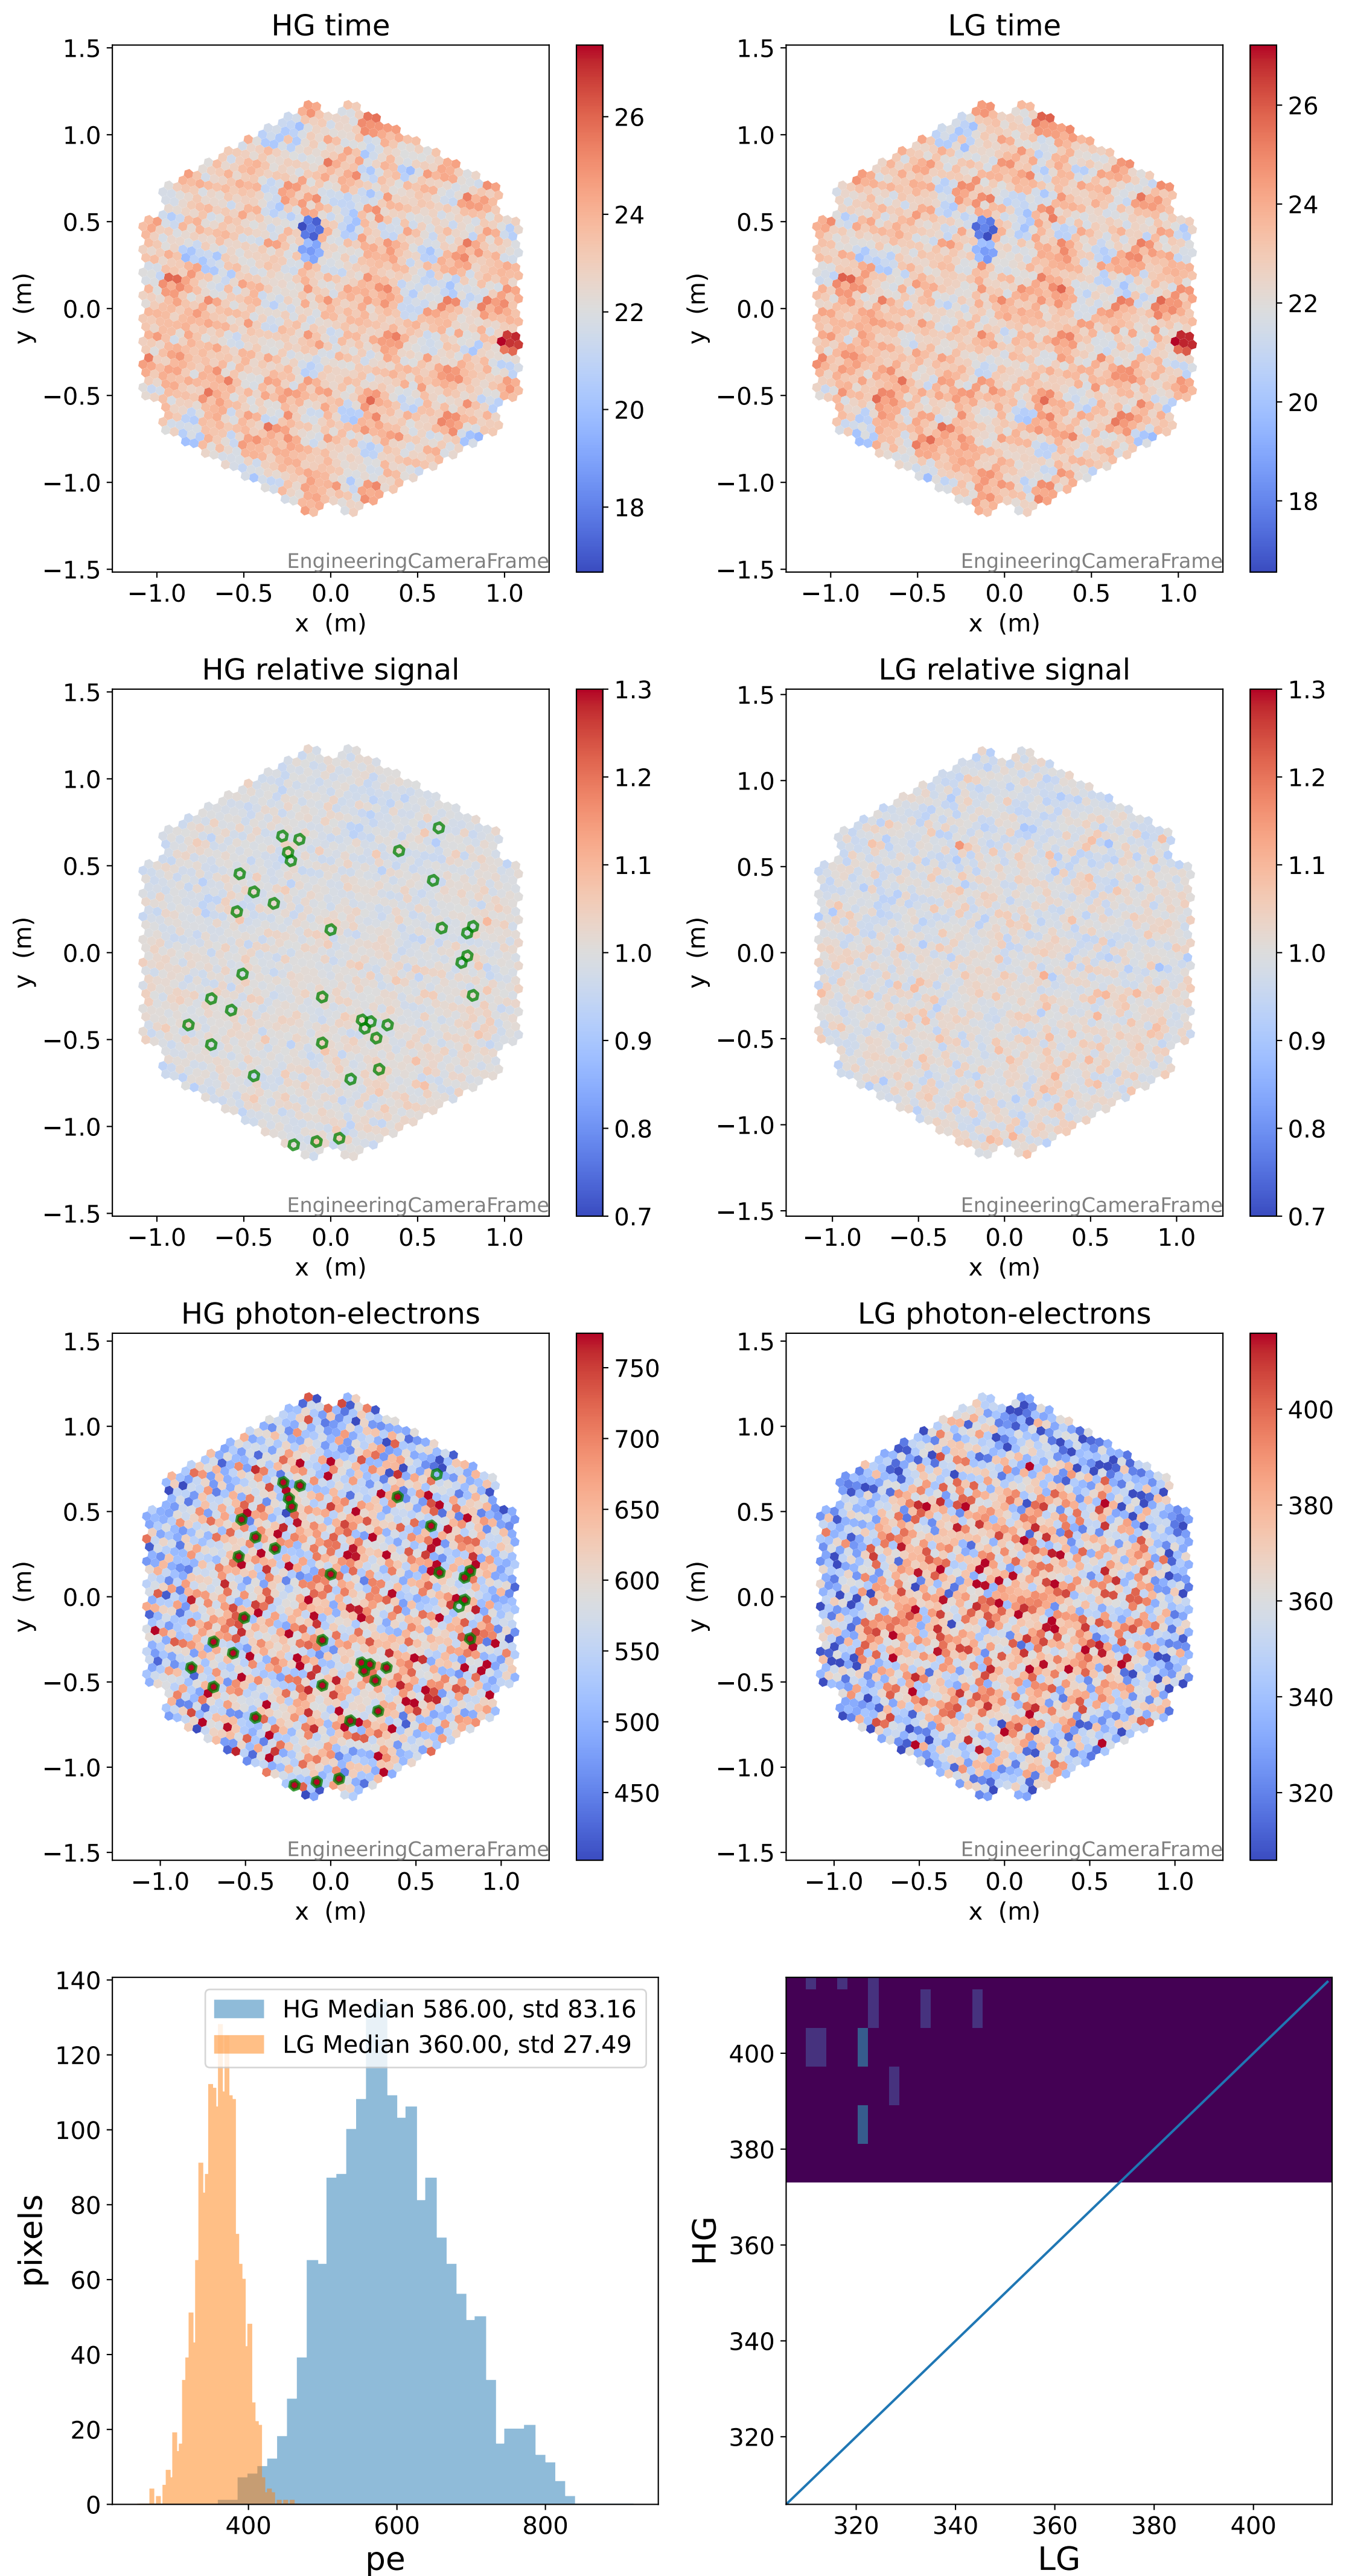 HG time
LG time
1.5
1.0
0.5
0.0
−0.5
−1.0
−1.5
y (m)
−1.0 −0.5 0.0 0.5 1.0
x (m)
EngineeringCameraFrame
26
24
22
20
18
1.5
1.0
0.5
0.0
−0.5
−1.0
−1.5
y (m)
−1.0 −0.5 0.0 0.5 1.0
x (m)
EngineeringCameraFrame
26
24
22
20
18
HG relative signal
LG relative signal
1.5
1.0
0.5
0.0
−0.5
−1.0
−1.5
y (m)
−1.0 −0.5 0.0 0.5 1.0
x (m)
EngineeringCameraFrame
1.3
1.2
1.1
1.0
0.9
0.8
0.7
1.5
1.0
0.5
0.0
−0.5
−1.0
−1.5
y (m)
−1.0 −0.5 0.0 0.5 1.0
x (m)
EngineeringCameraFrame
1.3
1.2
1.1
1.0
0.9
0.8
0.7
HG photon-electrons
LG photon-electrons
1.5
1.0
0.5
0.0
−0.5
−1.0
−1.5
y (m)
−1.0 −0.5 0.0 0.5 1.0
x (m)
EngineeringCameraFrame
750
700
650
600
550
500
450
1.5
1.0
0.5
0.0
−0.5
−1.0
−1.5
y (m)
−1.0 −0.5 0.0 0.5 1.0
x (m)
EngineeringCameraFrame
400
380
360
340
320
HG Median 586.00, std 83.16
LG Median 360.00, std 27.49
140
120
100
80
60
40
20
0
pixels
400 600 800
pe
400
380
360
340
320
HG
320 340 360 380 400
LG